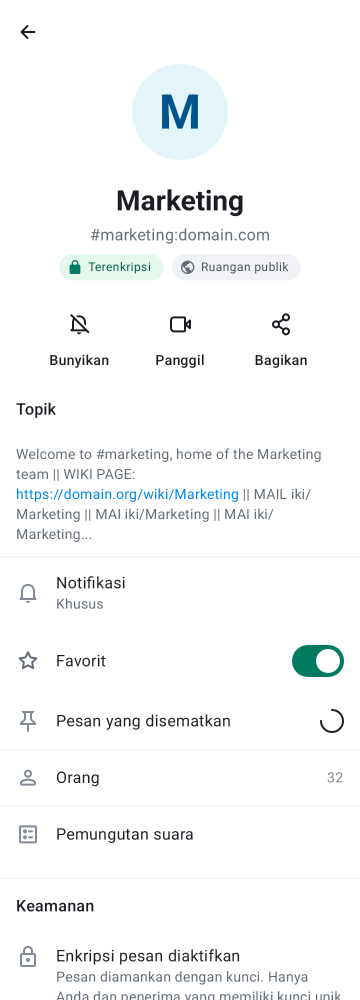 M
Marketing
#marketing:domain.com
Terenkripsi
Ruangan publik
Bunyikan
Panggil
Bagikan
Topik
Welcome to #marketing, home of the Marketing
team || WIKI PAGE:
https://domain.org/wiki/Marketing || MAIL iki/
Marketing || MAI iki/Marketing || MAI iki/
Marketing...
Notifikasi
Khusus
Favorit
Pesan yang disematkan
Orang 32
Pemungutan suara
Keamanan
Enkripsi pesan diaktifkan
Pesan diamankan dengan kunci. Hanya
Anda dan penerima yang memiliki kunci unik